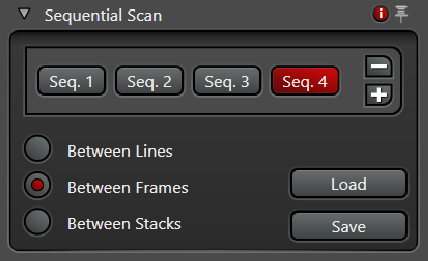 Sequential Scan
Seq. 1 Seq. 2 Seq. 3 Seq. 4
Between Lines
Between Frames
Load
Between Stacks
Save